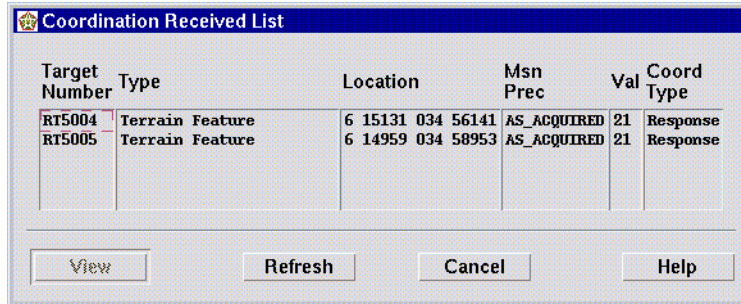 Coordination Received List
Target Number Type Location Msn Prec Val Coord Type
RT5004 Terrain Feature 6 15131 034 56141 AS_ACQUIRED 21 Response
RT5005 Terrain Feature 6 14959 034 58953 AS_ACQUIRED 21 Response
View Refresh Cancel Help